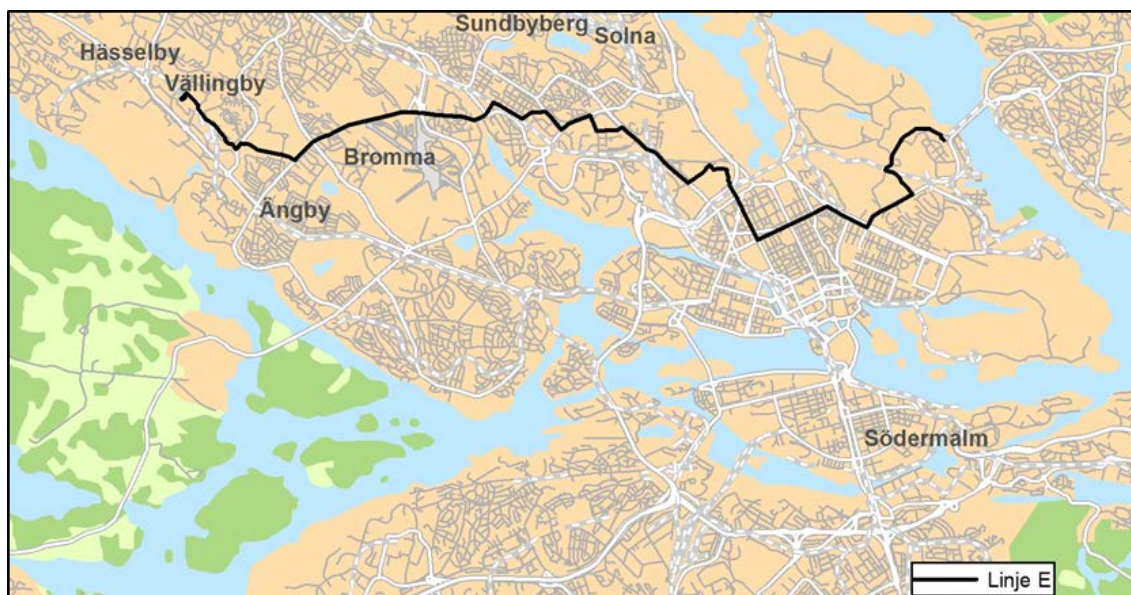 Sundbyberg
Solna
Hässelby
Vällingby
Bromma
Ängby
Södermalm
Linje E